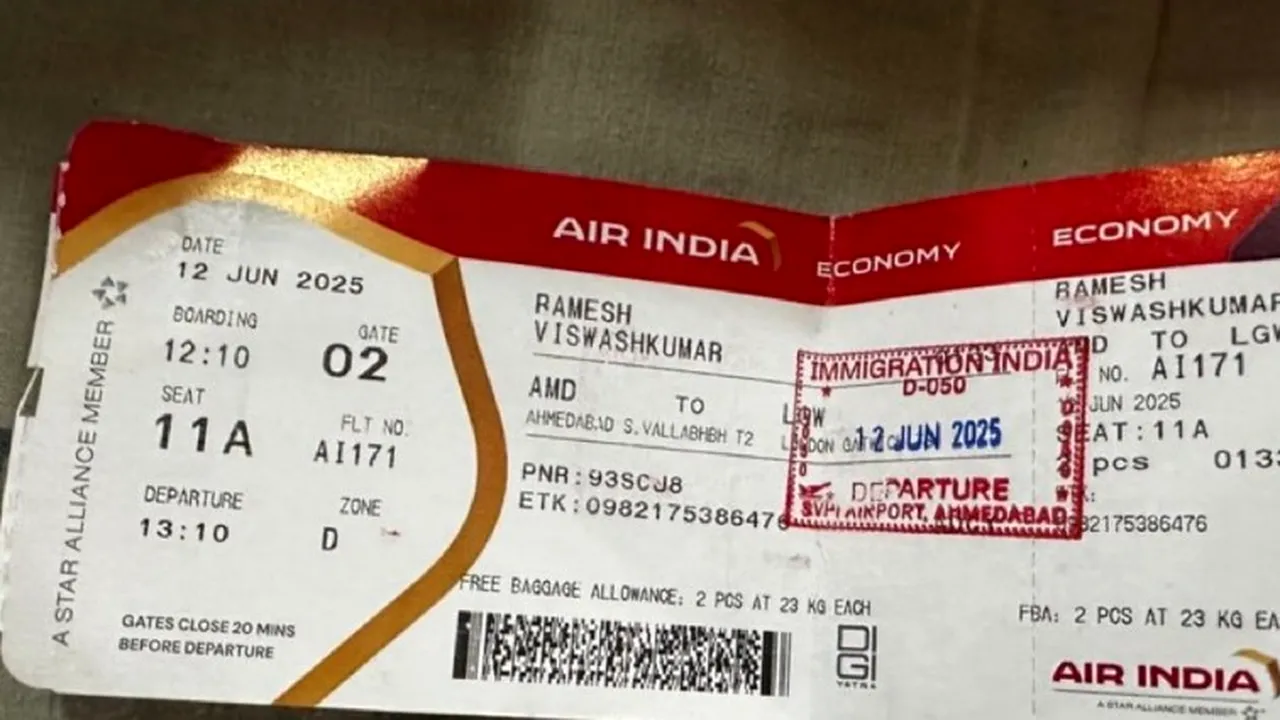 AIR INDIA
ECONOMY
ECONOMY
A STAR ALLIANCE MEMBER
DATE
12 JUN 2025
BOARDING
12:10
GATE
02
SEAT
11A
FLT NO.
AI171
DEPARTURE
13:10
ZONE
D
GATES CLOSE 20 MINS
BEFORE DEPARTURE
RAMESH
VISWASHKUMAR
AMD TO LGW
AHMEDABAD S.VALLABHBH T2
PNR:93SCJ8
ETK:0982175386476
FREE BAGGAGE ALLOWANCE: 2 PCS AT 23 KG EACH
DIGI
YATRA
IMMIGRATION INDIA
D-050
12 JUN 2025
DEPARTURE
SVPI AIRPORT, AHMEDABAD
RAMESH
VISWASHKUMAR
TO LGW
NO. AI171
JUN 2025
SEAT:11A
pcs
82175386476
FBA: 2 PCS AT 23 KG
AIR INDIA
A STAR ALLIANCE MEMBER